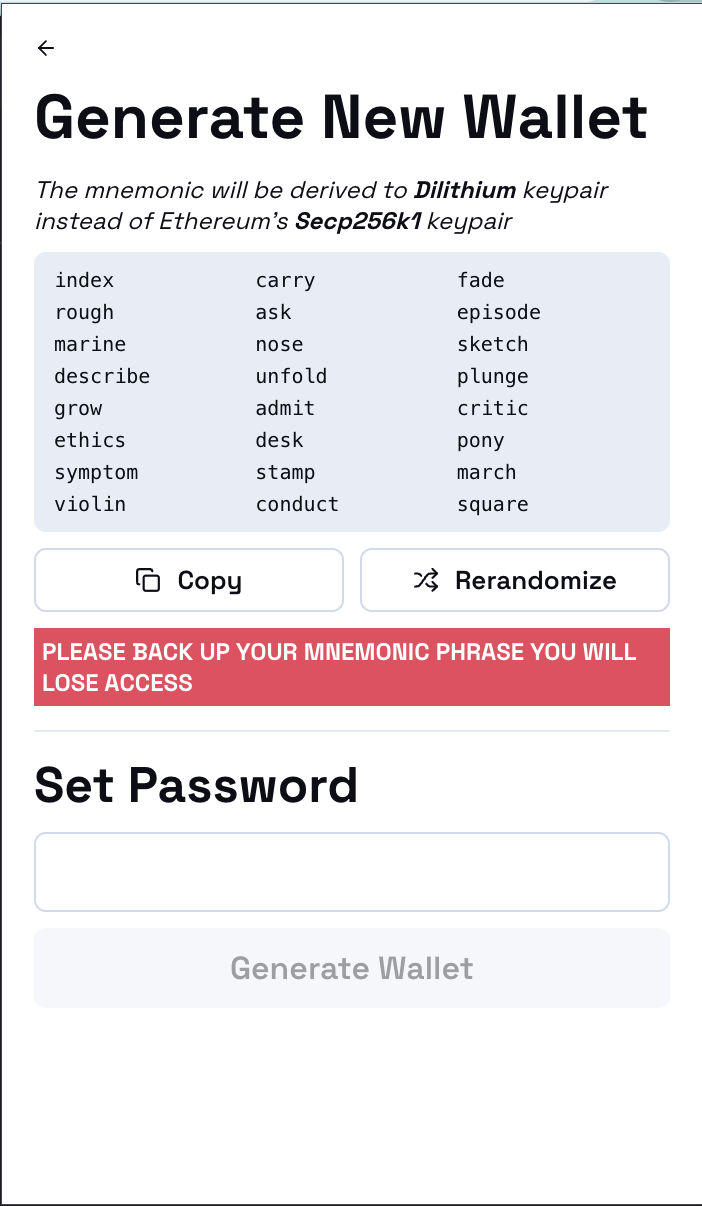 Generate New Wallet
The mnemonic will be derived to Dilithium keypair
instead of Ethereum's Secp256k1 keypair
index carry fade
rough ask episode
marine nose sketch
describe unfold plunge
grow admit critic
ethics desk pony
symptom stamp march
violin conduct square
Copy Rerandomize
PLEASE BACK UP YOUR MNEMONIC PHRASE YOU WILL
LOSE ACCESS
Set Password
Generate Wallet